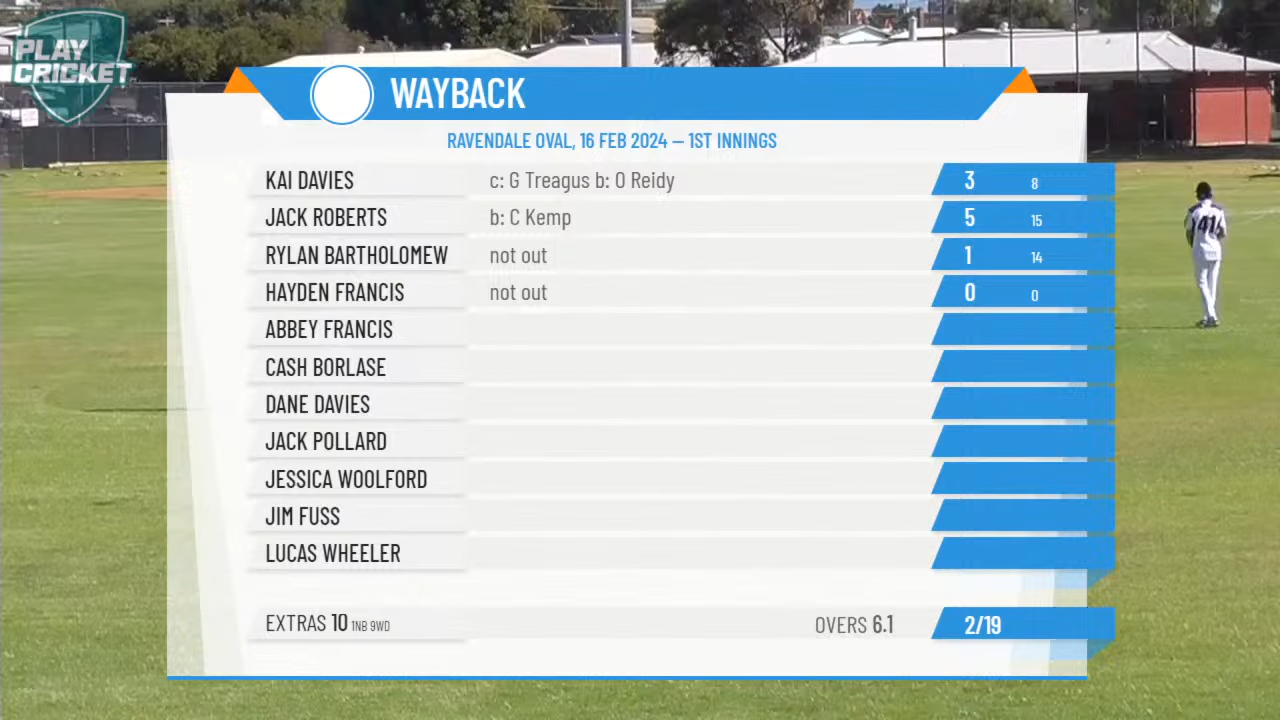 PLAY
CRICKET
WAYBACK
RAVENDALE OVAL, 16 FEB 2024 – 1ST INNINGS
KAI DAVIES c: G Treagus b: O Reidy 3 8
JACK ROBERTS b: C Kemp 5 15
RYLAN BARTHOLOMEW not out 1 14
HAYDEN FRANCIS not out 0 0
ABBEY FRANCIS
CASH BORLASE
DANE DAVIES
JACK POLLARD
JESSICA WOOLFORD
JIM FUSS
LUCAS WHEELER
EXTRAS 10 1NB 9WD OVERS 6.1 2/19
41